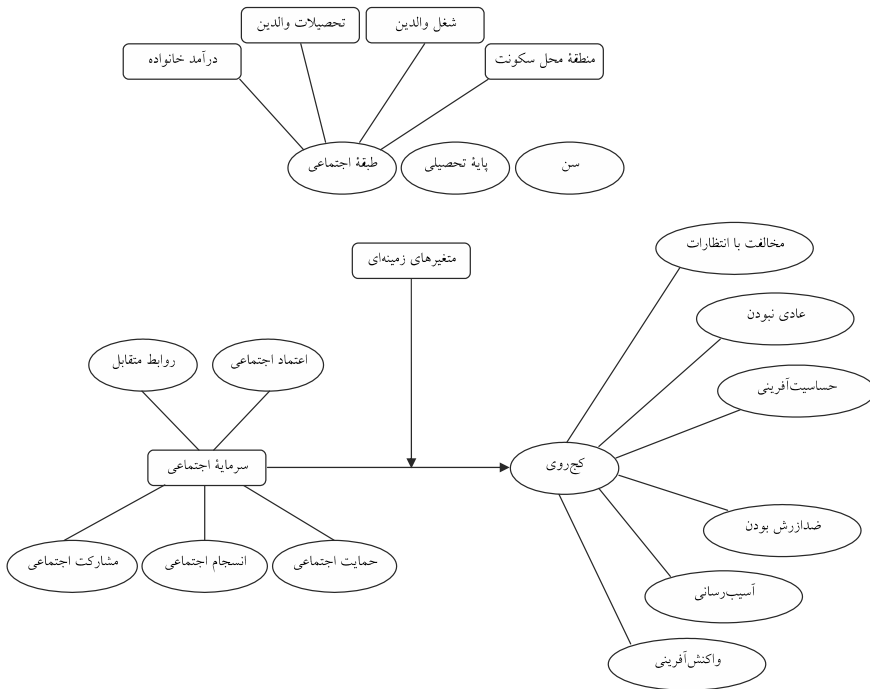 شغل والدین
تحصیلات والدین
منطقهٔ محل سکونت
درآمد خانواده
سن
پایهٔ تحصیلی
طبقهٔ اجتماعی
متغیرهای زمینه‌ای
مخالفت با انتظارات
عادی نبودن
حساسیت‌آفرینی
اعتماد اجتماعی
روابط متقابل
سرمایهٔ اجتماعی
کج‌روی
ضدازرش بودن
حمایت اجتماعی
انسجام اجتماعی
مشارکت اجتماعی
آسیب‌رسانی
واکنش‌آفرینی